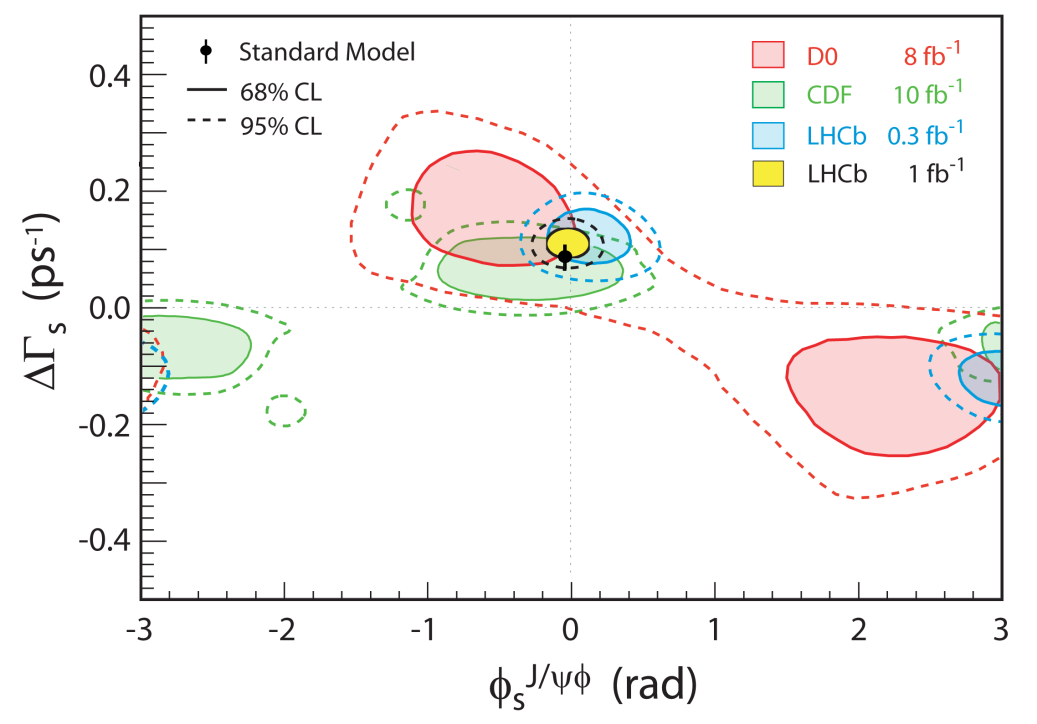 Standard Model
68% CL
95% CL
D0 8 fb⁻¹
CDF 10 fb⁻¹
LHCb 0.3 fb⁻¹
LHCb 1 fb⁻¹
0.4
0.2
0.0
-0.2
-0.4
ΔΓₛ (ps⁻¹)
-3 -2 -1 0 1 2 3
ϕₛ J/ψϕ (rad)